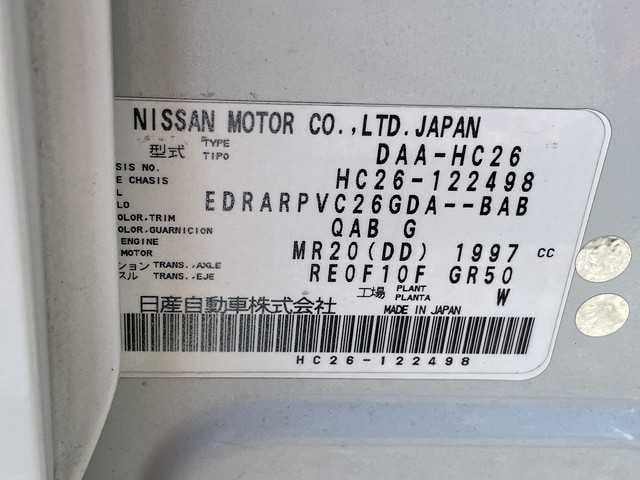 NISSAN MOTOR CO.,LTD.JAPAN
型式 TYPE TIPO DAA-HC26
SIS NO.
E CHASIS HC26-122498
L
LO EDRARPVC26GDA--BAB
OLOR,TRIM
OLOR,GUARNICION QAB G
ENGINE
MOTOR MR20(DD) 1997 CC
ション TRANS.,AXLE
スル TRANS.,EJE RE0F10F GR50
工場 PLANT PLANTA W
日産自動車株式会社 MADE IN JAPAN
HC26-122498